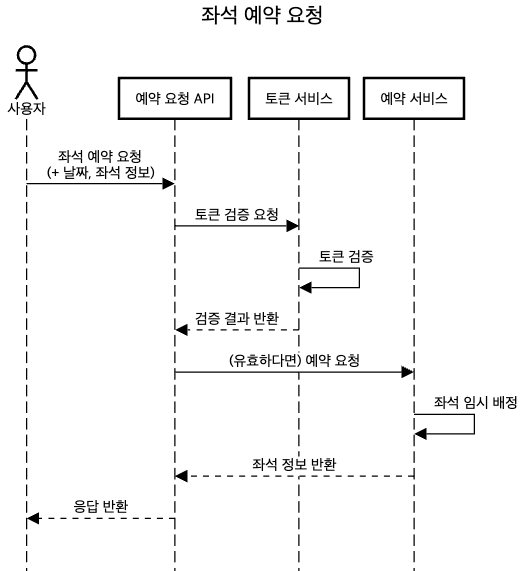 좌석 예약 요청
사용자
예약 요청 API
토큰 서비스
예약 서비스
좌석 예약 요청
(+ 날짜, 좌석 정보)
토큰 검증 요청
토큰 검증
검증 결과 반환
(유효하다면) 예약 요청
좌석 임시 배정
좌석 정보 반환
응답 반환